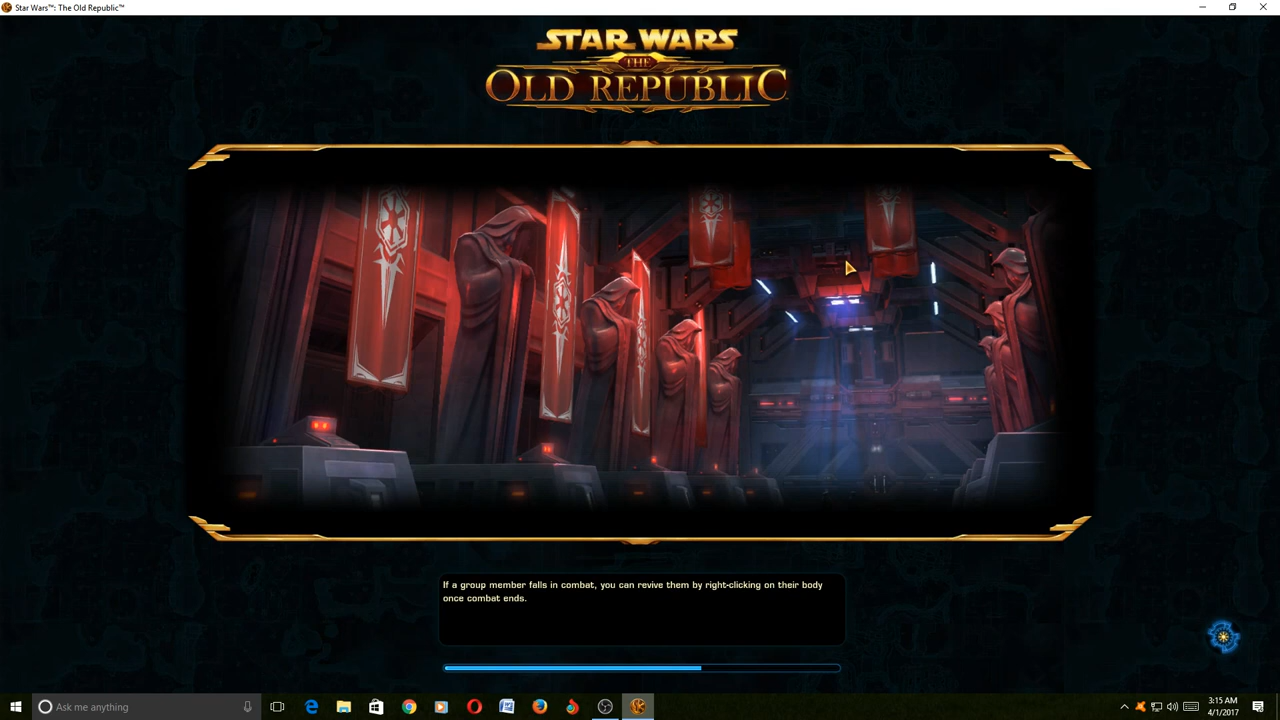 Star Wars™: The Old Republic™
STAR WARS
THE
OLD REPUBLIC™
If a group member falls in combat, you can revive them by right-clicking on their body
once combat ends.
Ask me anything
3:15 AM
4/1/2017